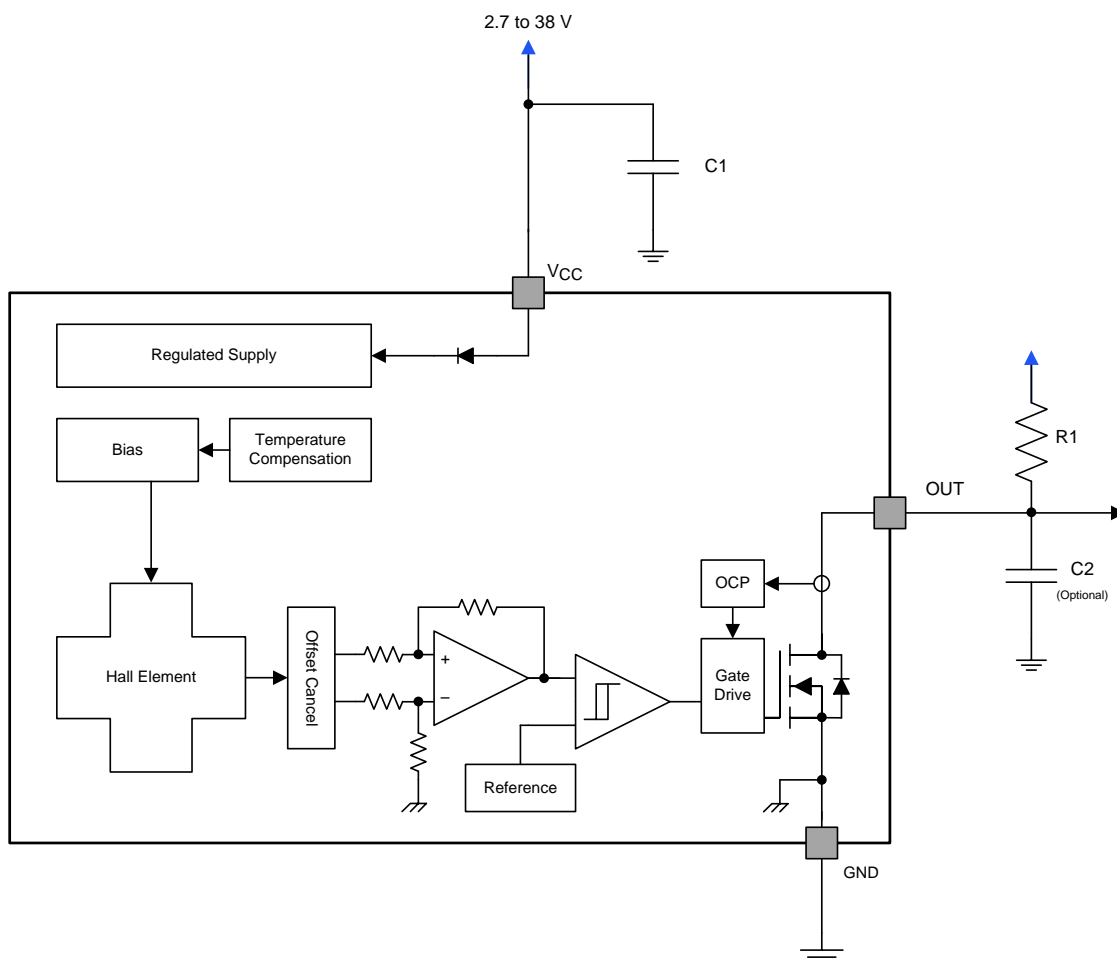 2.7 to 38 V
C1
VCC
Regulated Supply
Bias
Temperature
Compensation
R1
OUT
C2
(Optional)
OCP
Hall Element
Offset Cancel
+
–
Gate
Drive
Reference
GND